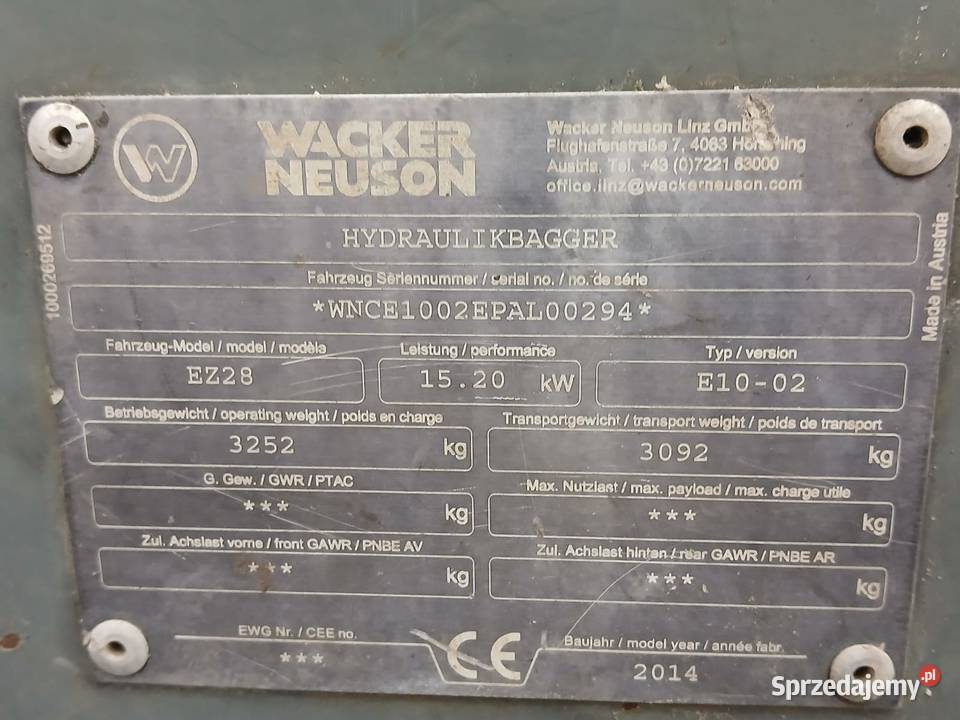 WACKER
NEUSON
Wacker Neuson Linz
Flughafenstraße 7, 4063
Austria, Tel. +43 (0)7221 63000
office.linz@wackerneuson.com
HYDRAULIKBAGGER
Fahrzeug Seriennummer / serial no. / no. de série
*WNCE1002EPAL00294*
Fahrzeug-Model / model / modèle
Leistung / performance
Typ / version
EZ28
15.20 kW
E10-02
Betriebsgewicht / operating weight / poids en charge
Transportgewicht / transport weight / poids de transport
3252 kg
3092 kg
G. Gew. / GWR / PTAC
Max. Nutzlast / max. payload / max. charge utile
*** kg
*** kg
Zul. Achslast vorne / front GAWR / PNBE AV
Zul. Achslast hinten / rear GAWR / PNBE AR
*** kg
*** kg
EWG Nr. / CEE no.
***
CE
Baujahr / model year / année fabr.
2014
1000269512
Made in Austria
Sprzedajemy.pl